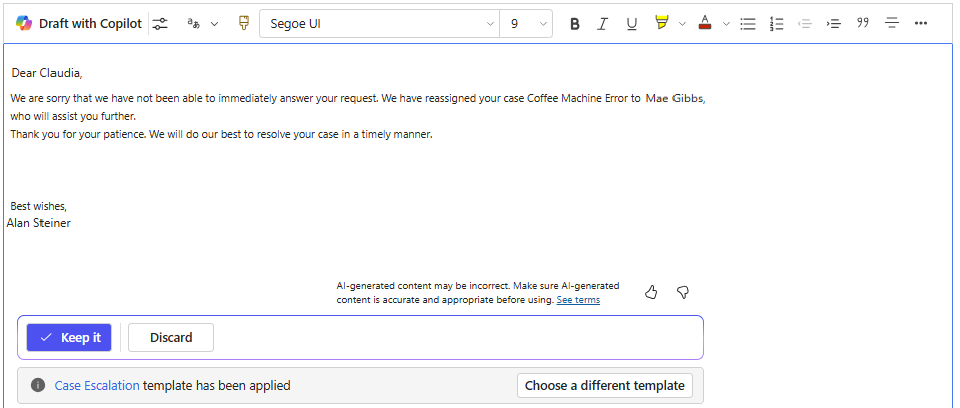 Draft with Copilot
Segoe UI
9
B I U A
Dear Claudia,
We are sorry that we have not been able to immediately answer your request. We have reassigned your case Coffee Machine Error to Mae Gibbs,
who will assist you further.
Thank you for your patience. We will do our best to resolve your case in a timely manner.
Best wishes,
Alan Steiner
AI-generated content may be incorrect. Make sure AI-generated
content is accurate and appropriate before using. See terms
Keep it
Discard
Case Escalation template has been applied
Choose a different template